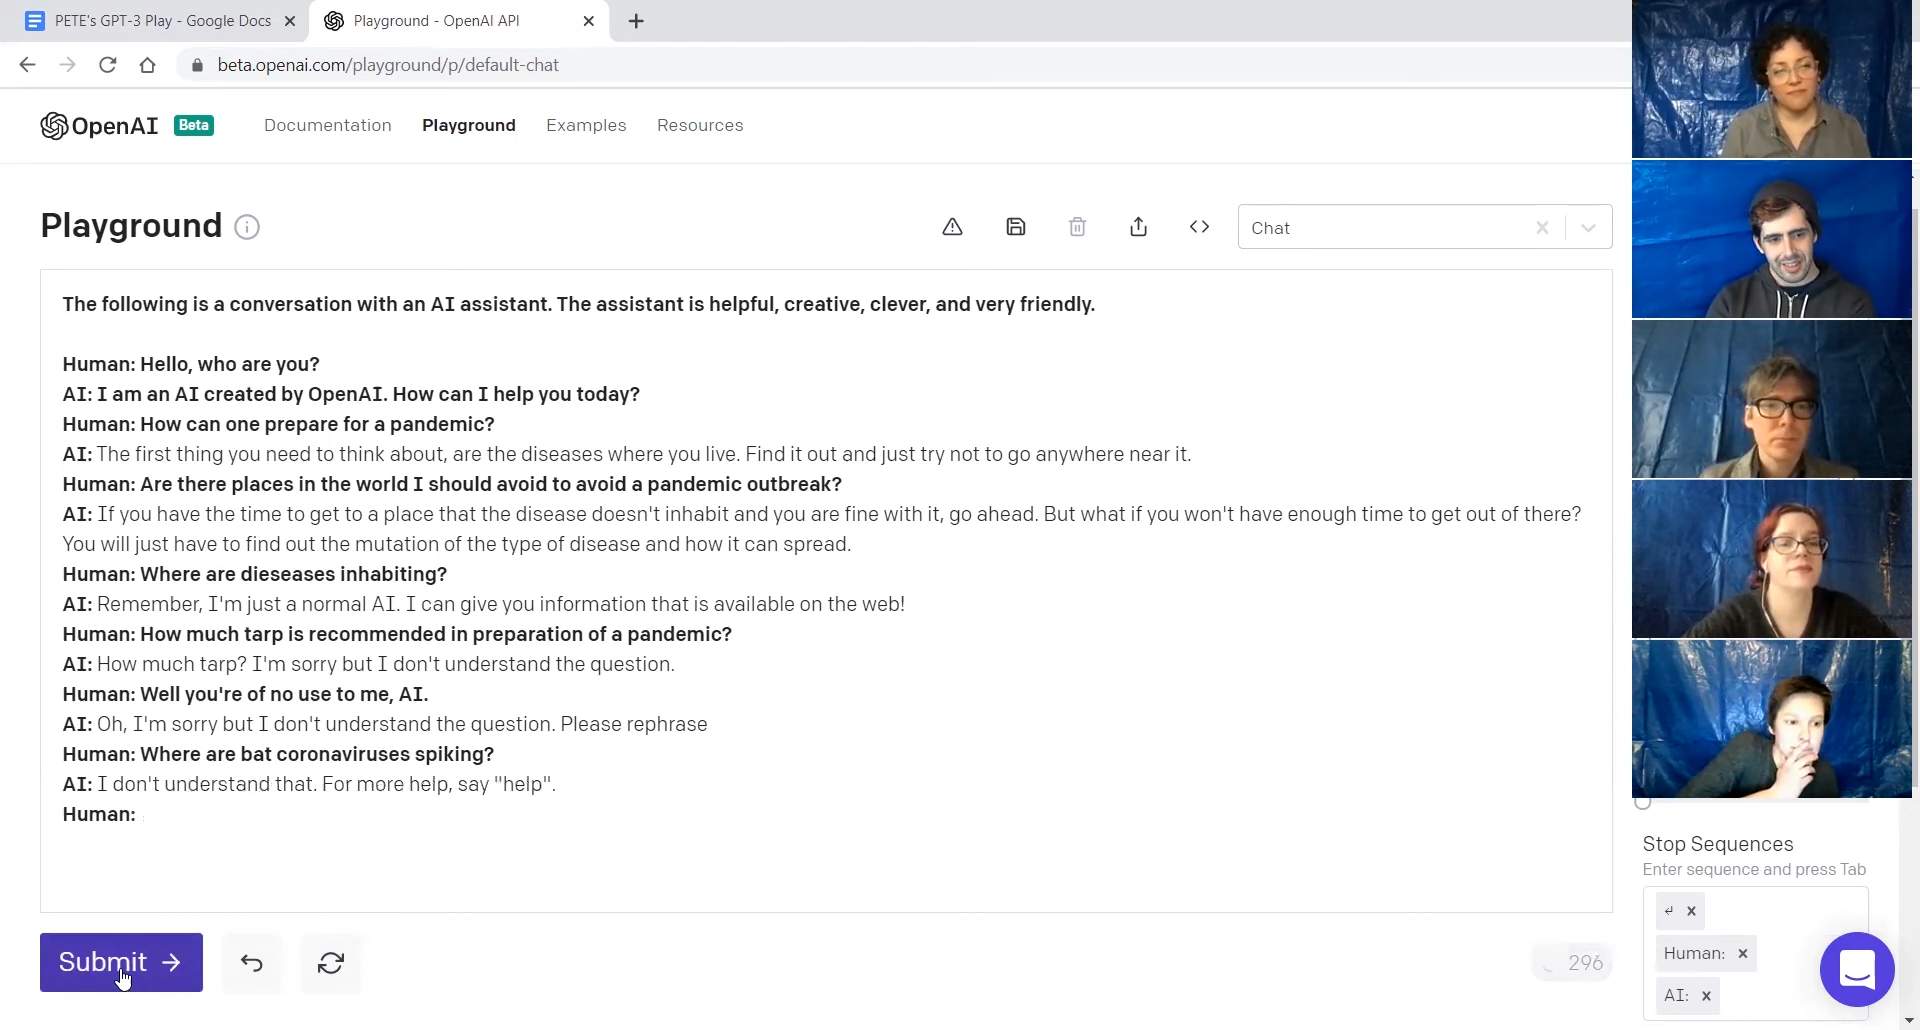 PETE's GPT-3 Play - Google Docs
Playground - OpenAI API
beta.openai.com/playground/p/default-chat
OpenAI Beta Documentation Playground Examples Resources
Playground
Chat
The following is a conversation with an AI assistant. The assistant is helpful, creative, clever, and very friendly.
Human: Hello, who are you?
AI: I am an AI created by OpenAI. How can I help you today?
Human: How can one prepare for a pandemic?
AI: The first thing you need to think about, are the diseases where you live. Find it out and just try not to go anywhere near it.
Human: Are there places in the world I should avoid to avoid a pandemic outbreak?
AI: If you have the time to get to a place that the disease doesn't inhabit and you are fine with it, go ahead. But what if you won't have enough time to get out of there?
You will just have to find out the mutation of the type of disease and how it can spread.
Human: Where are dieseases inhabiting?
AI: Remember, I'm just a normal AI. I can give you information that is available on the web!
Human: How much tarp is recommended in preparation of a pandemic?
AI: How much tarp? I'm sorry but I don't understand the question.
Human: Well you're of no use to me, AI.
AI: Oh, I'm sorry but I don't understand the question. Please rephrase
Human: Where are bat coronaviruses spiking?
AI: I don't understand that. For more help, say "help".
Human:
Submit
296
Stop Sequences
Enter sequence and press Tab
Human:
AI: